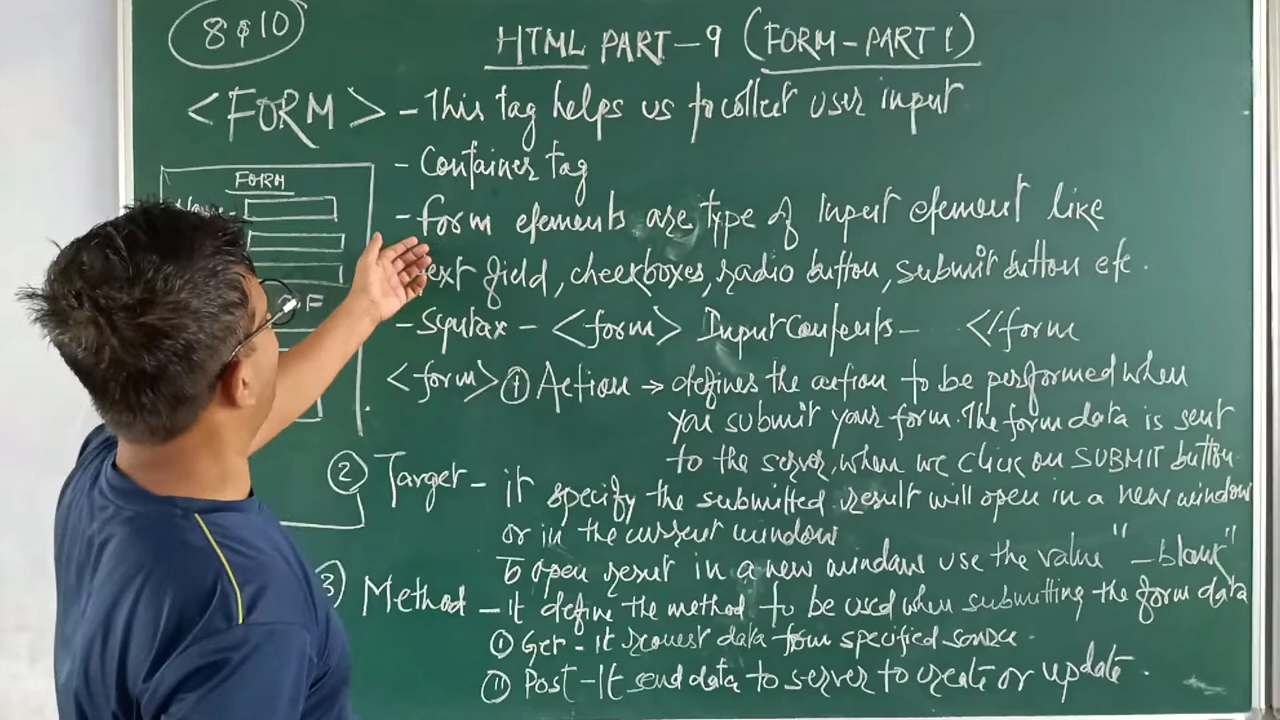 8 & 10
HTML PART - 9 (FORM - PART 1)
<FORM> - This tag helps us to collect user input
- Container tag
FORM
Name -
- form elements are type of Input element like
text field, checkboxes, radio button, submit button etc.
F
- Syntax - <form> Input Contents - </form
<form> ① Action → defines the action to be performed when
you submit your form. The form data is sent
to the server, when we click on SUBMIT button.
② Target - it specify the submitted result will open in a new window
or in the current window
To open result in a new window use the value "_blank"
3) Method - it define the method to be used when submitting the form data
① Get - it request data from specified source.
② Post - It send data to server to create or update.